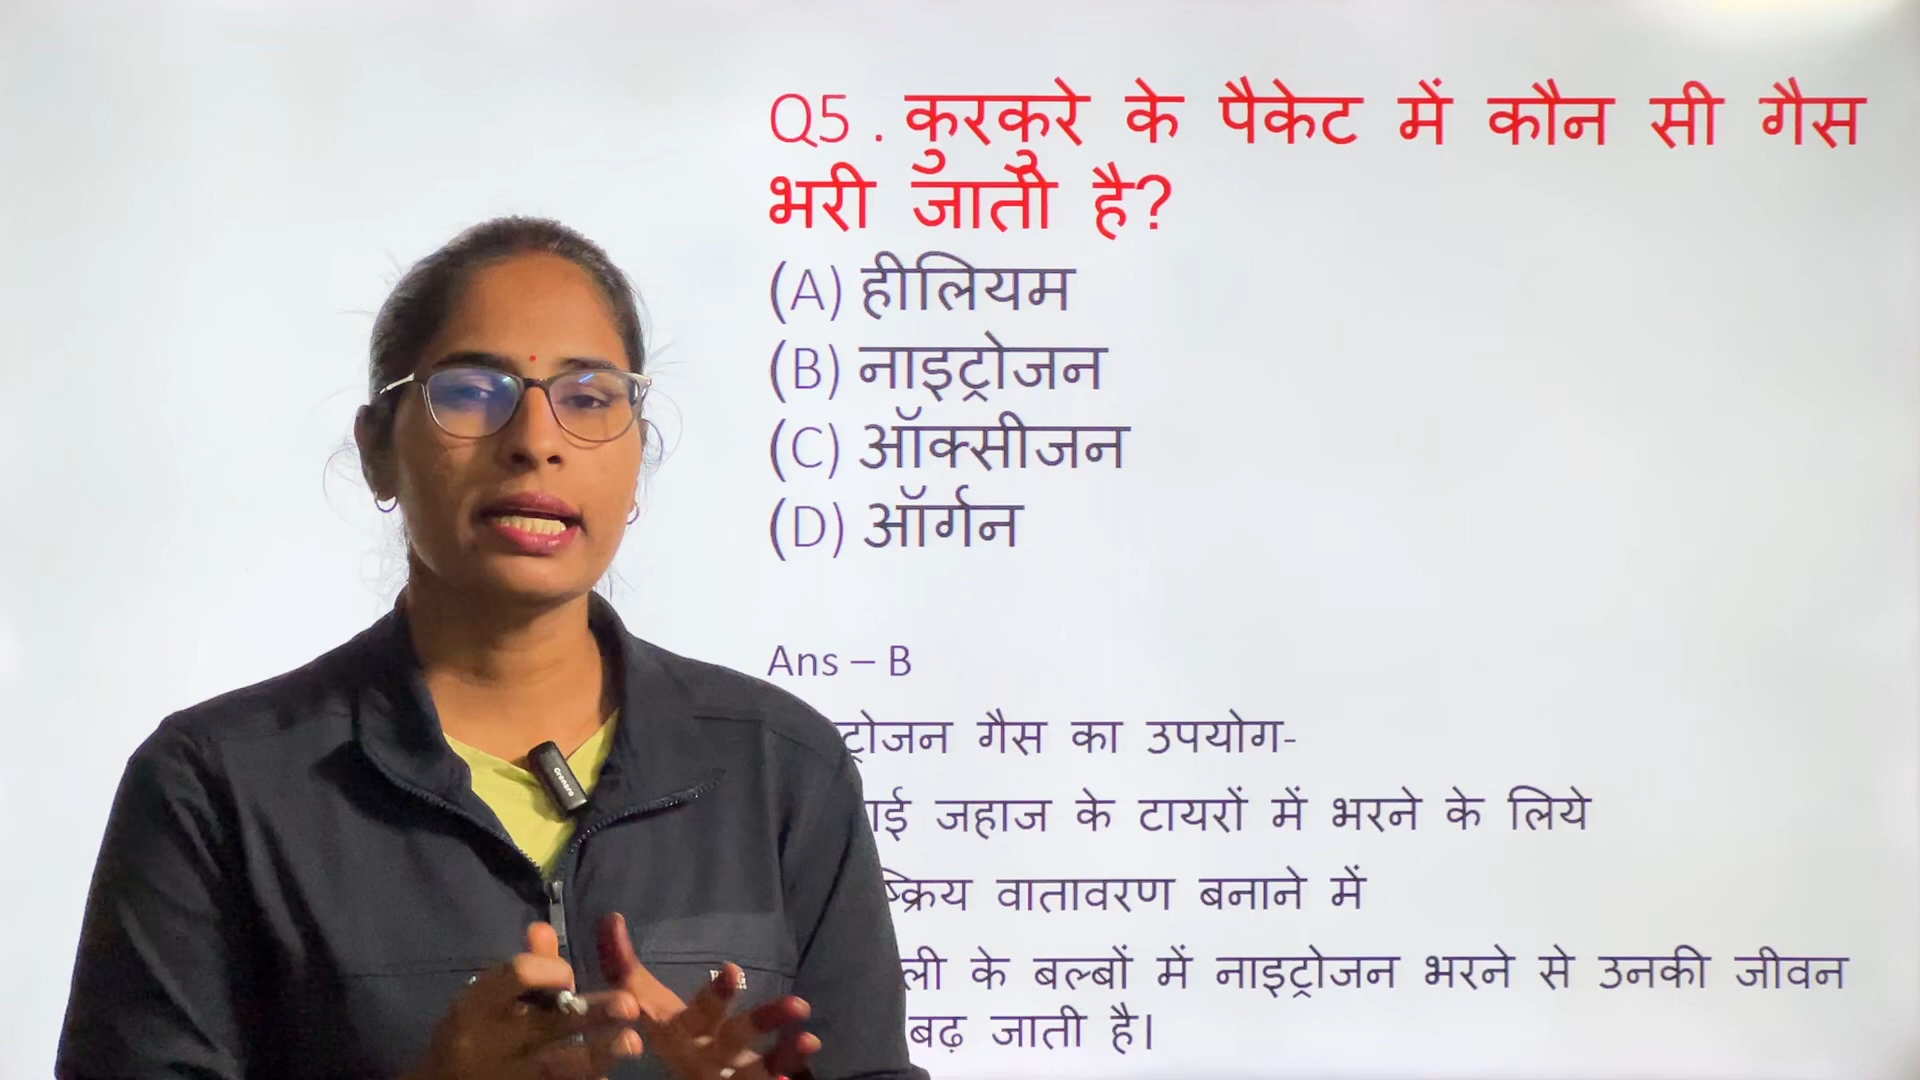 Q5 . कुरकुरे के पैकेट में कौन सी गैस
भरी जाती है?
(A) हीलियम
(B) नाइट्रोजन
(C) ऑक्सीजन
(D) ऑर्गन
Ans – B
गैस का उपयोग-
जहाज के टायरों में भरने के लिये
वातावरण बनाने में
के बल्बों में नाइट्रोजन भरने से उनकी जीवन
बढ़ जाती है।